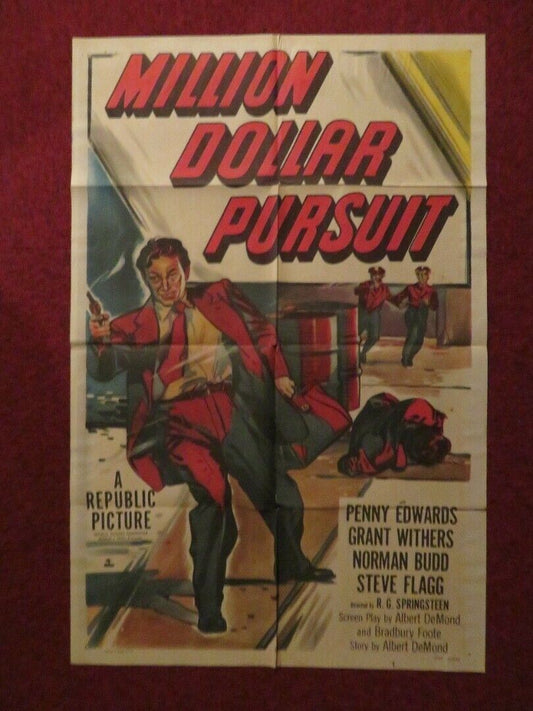 MILLION
DOLLAR
PURSUIT
A
REPUBLIC
PICTURE
with
PENNY EDWARDS
GRANT WITHERS
NORMAN BUDD
STEVE FLAGG
Directed by R. G. SPRINGSTEEN
Screen Play by Albert DeMond
and Bradbury Foote
Story by Albert DeMond